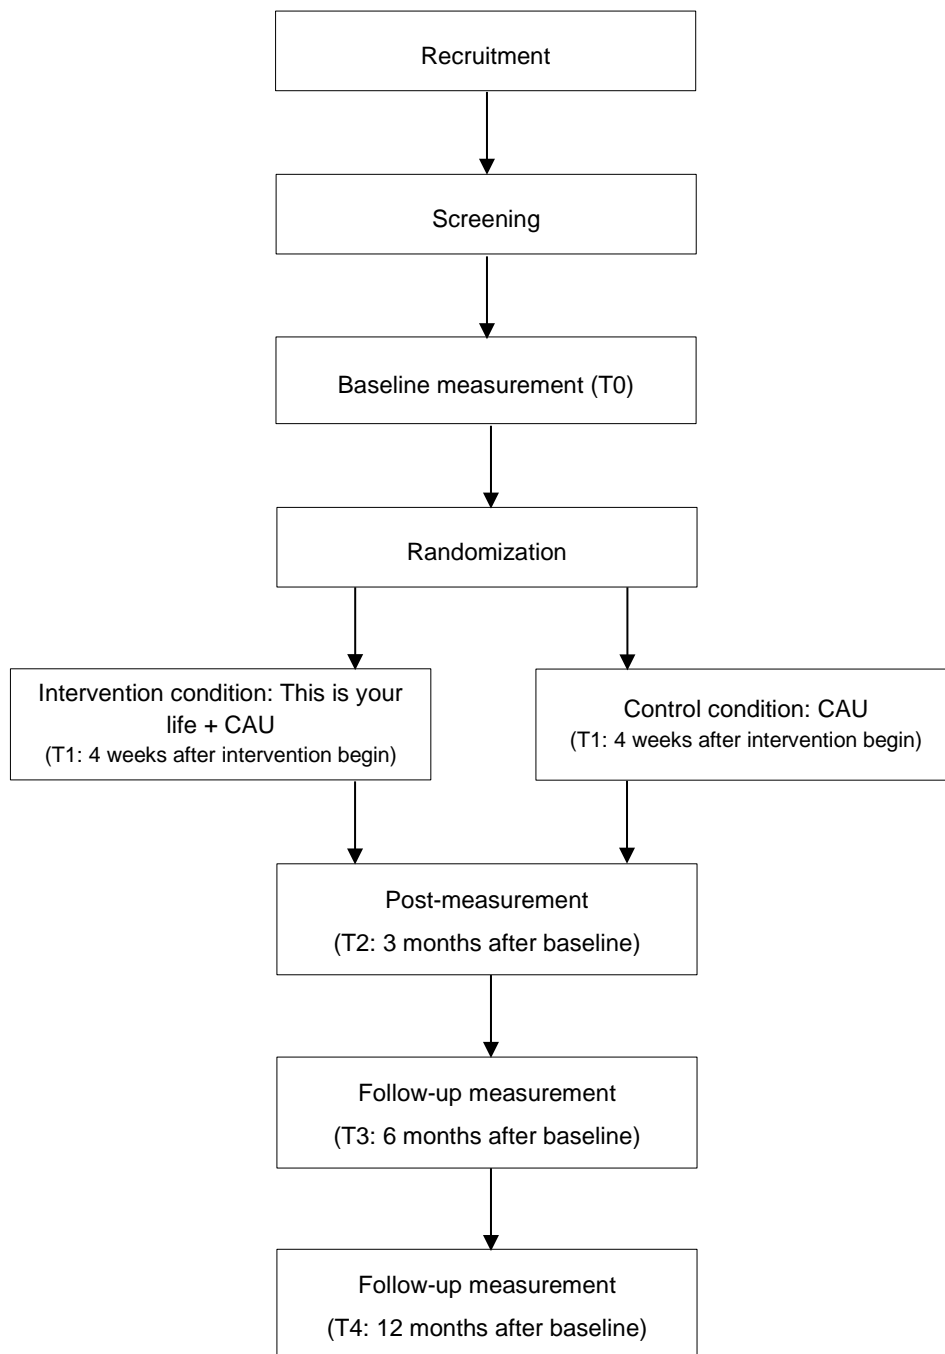 Recruitment
Screening
Baseline measurement (T0)
Randomization
Intervention condition: This is your
life + CAU
(T1: 4 weeks after intervention begin)
Control condition: CAU
(T1: 4 weeks after intervention begin)
Post-measurement
(T2: 3 months after baseline)
Follow-up measurement
(T3: 6 months after baseline)
Follow-up measurement
(T4: 12 months after baseline)